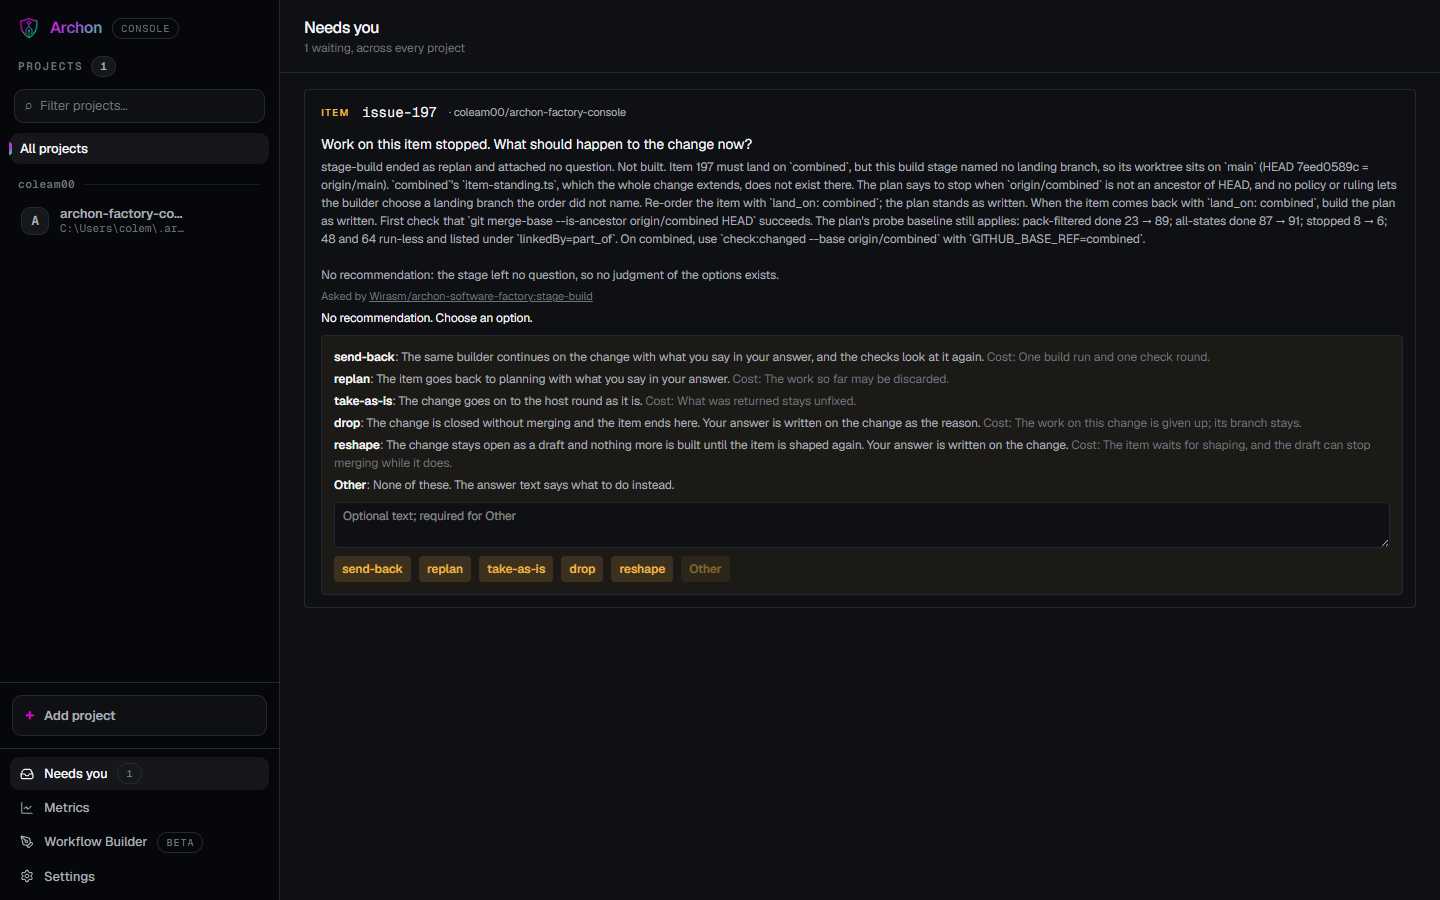 Archon CONSOLE
PROJECTS 1
Filter projects...
All projects
coleam00
A archon-factory-co...
C:\Users\colem\.ar...
Add project
Needs you 1
Metrics
Workflow Builder BETA
Settings
Needs you
1 waiting, across every project
ITEM issue-197 · coleam00/archon-factory-console
Work on this item stopped. What should happen to the change now?
stage-build ended as replan and attached no question. Not built. Item 197 must land on `combined`, but this build stage named no landing branch, so its worktree sits on `main` (HEAD 7eed0589c =
origin/main). `combined`'s `item-standing.ts`, which the whole change extends, does not exist there. The plan says to stop when `origin/combined` is not an ancestor of HEAD, and no policy or ruling lets
the builder choose a landing branch the order did not name. Re-order the item with `land_on: combined`; the plan stands as written. When the item comes back with `land_on: combined`, build the plan
as written. First check that `git merge-base --is-ancestor origin/combined HEAD` succeeds. The plan's probe baseline still applies: pack-filtered done 23 → 89; all-states done 87 → 91; stopped 8 → 6;
48 and 64 run-less and listed under `linkedBy=part_of`. On combined, use `check:changed --base origin/combined` with `GITHUB_BASE_REF=combined`.
No recommendation: the stage left no question, so no judgment of the options exists.
Asked by Wirasm/archon-software-factory:stage-build
No recommendation. Choose an option.
send-back: The same builder continues on the change with what you say in your answer, and the checks look at it again. Cost: One build run and one check round.
replan: The item goes back to planning with what you say in your answer. Cost: The work so far may be discarded.
take-as-is: The change goes on to the host round as it is. Cost: What was returned stays unfixed.
drop: The change is closed without merging and the item ends here. Your answer is written on the change as the reason. Cost: The work on this change is given up; its branch stays.
reshape: The change stays open as a draft and nothing more is built until the item is shaped again. Your answer is written on the change. Cost: The item waits for shaping, and the draft can stop
merging while it does.
Other: None of these. The answer text says what to do instead.
Optional text; required for Other
send-back replan take-as-is drop reshape Other